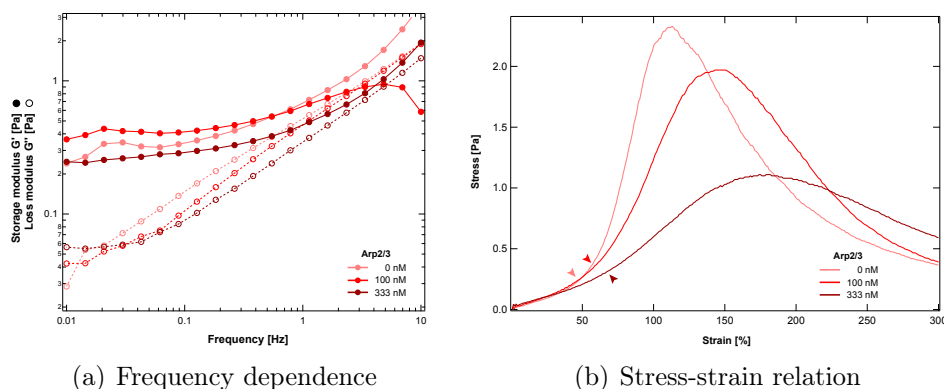 Storage modulus G' [Pa]
Loss modulus G'' [Pa]
3
2
1
8
7
6
5
4
3
2
0.1
8
7
6
5
4
3
2
0.01
0.1
1
10
Frequency [Hz]
Arp2/3
0 nM
100 nM
333 nM
(a) Frequency dependence
Stress [Pa]
2.0
1.5
1.0
0.5
0.0
50
100
150
200
250
300
Strain [%]
Arp2/3
0 nM
100 nM
333 nM
(b) Stress-strain relation